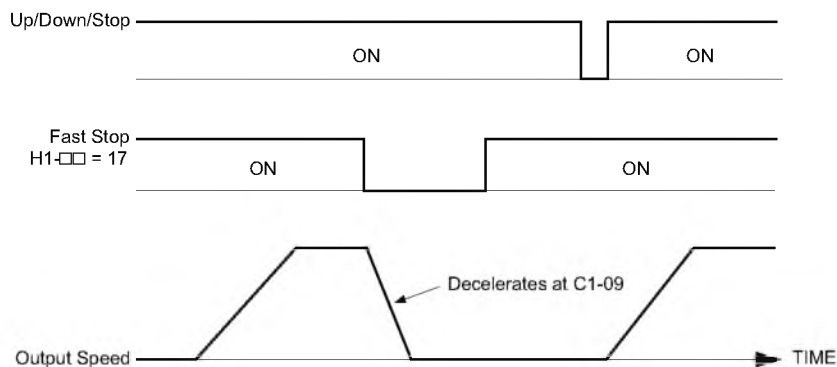 Up/Down/Stop
ON
ON
Fast Stop
H1-□□ = 17
ON
ON
Decelerates at C1-09
Output Speed
TIME